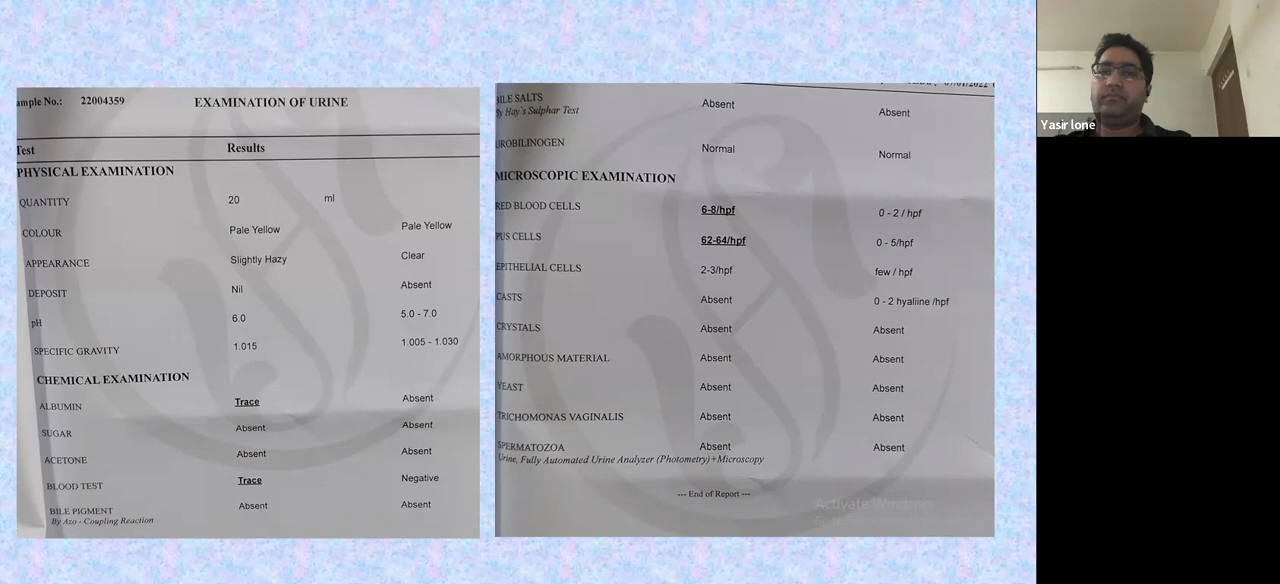 ample No.: 22004359
EXAMINATION OF URINE
Test Results
PHYSICAL EXAMINATION
QUANTITY 20 ml
COLOUR Pale Yellow Pale Yellow
APPEARANCE Slightly Hazy Clear
DEPOSIT Nil Absent
pH 6.0 5.0 - 7.0
SPECIFIC GRAVITY 1.015 1.005 - 1.030
CHEMICAL EXAMINATION
ALBUMIN Trace Absent
SUGAR Absent Absent
ACETONE Absent Absent
BLOOD TEST Trace Negative
BILE PIGMENT Absent Absent
By Azo - Coupling Reaction
07/01/2022
BILE SALTS Absent Absent
By Hay's Sulphar Test
UROBILINOGEN Normal Normal
MICROSCOPIC EXAMINATION
RED BLOOD CELLS 6-8/hpf 0 - 2 / hpf
PUS CELLS 62-64/hpf 0 - 5/hpf
EPITHELIAL CELLS 2-3/hpf few / hpf
CASTS Absent 0 - 2 hyaliine /hpf
CRYSTALS Absent Absent
AMORPHOUS MATERIAL Absent Absent
YEAST Absent Absent
TRICHOMONAS VAGINALIS Absent Absent
SPERMATOZOA Absent Absent
Urine, Fully Automated Urine Analyzer (Photometry)+Microscopy
--- End of Report ---
Activate Windows
Yasir lone